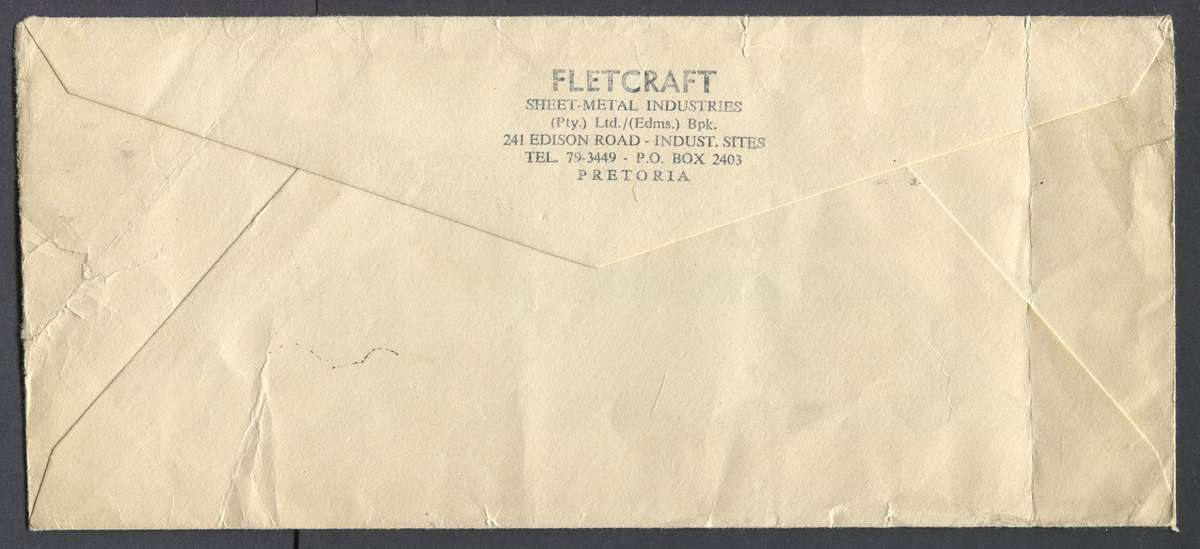 FLETCRAFT
SHEET-METAL INDUSTRIES
(Pty.) Ltd./(Edms.) Bpk.
241 EDISON ROAD - INDUST. SITES
TEL. 79-3449 - P.O. BOX 2403
PRETORIA